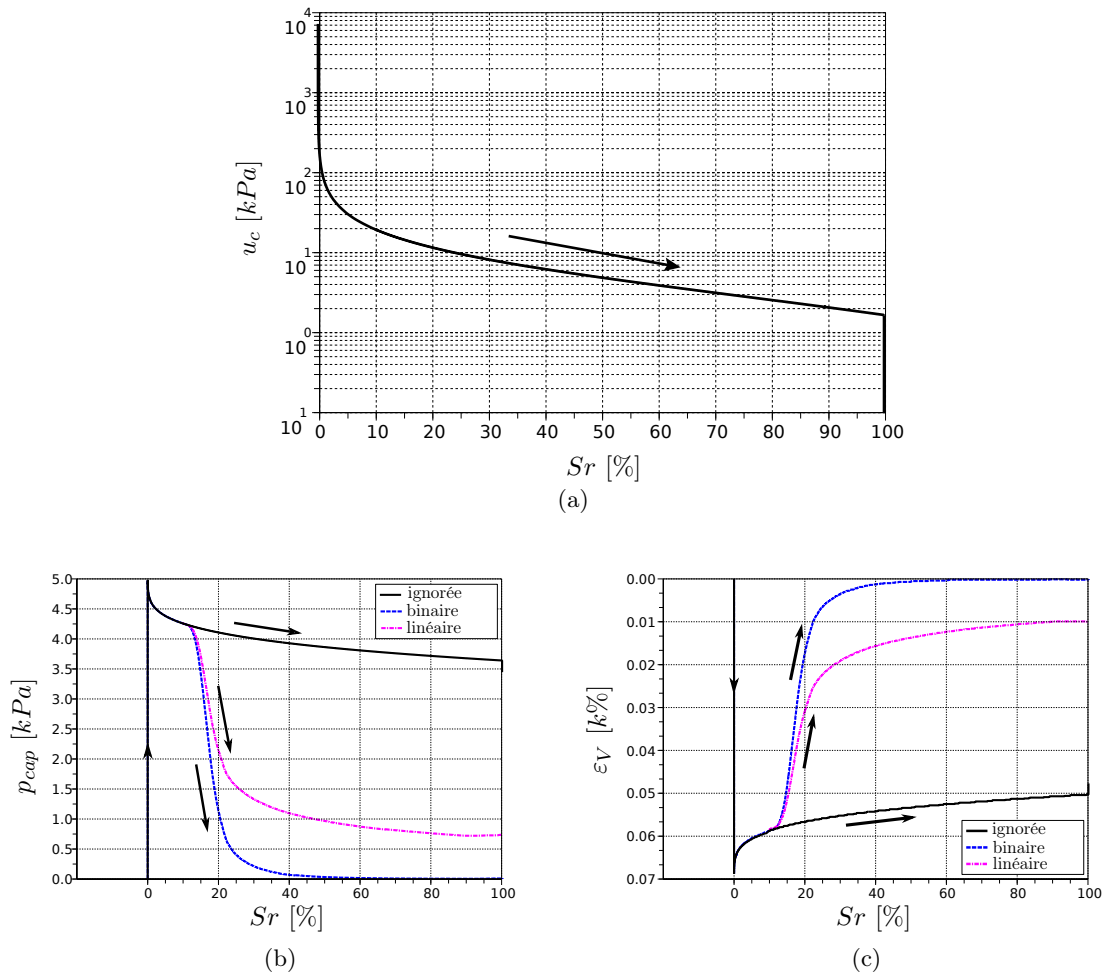 4
10
3
10
2
10
1
10
0
10
1
10
0 10 20 30 40 50 60 70 80 90 100
u_c [kPa]
Sr [%]
(a)
5.0
4.5
4.0
3.5
3.0
2.5
2.0
1.5
1.0
0.5
0.0
0 20 40 60 80 100
p_cap [kPa]
Sr [%]
ignorée
binaire
linéaire
(b)
0.00
0.01
0.02
0.03
0.04
0.05
0.06
0.07
0 20 40 60 80 100
ε_V [k%]
Sr [%]
ignorée
binaire
linéaire
(c)